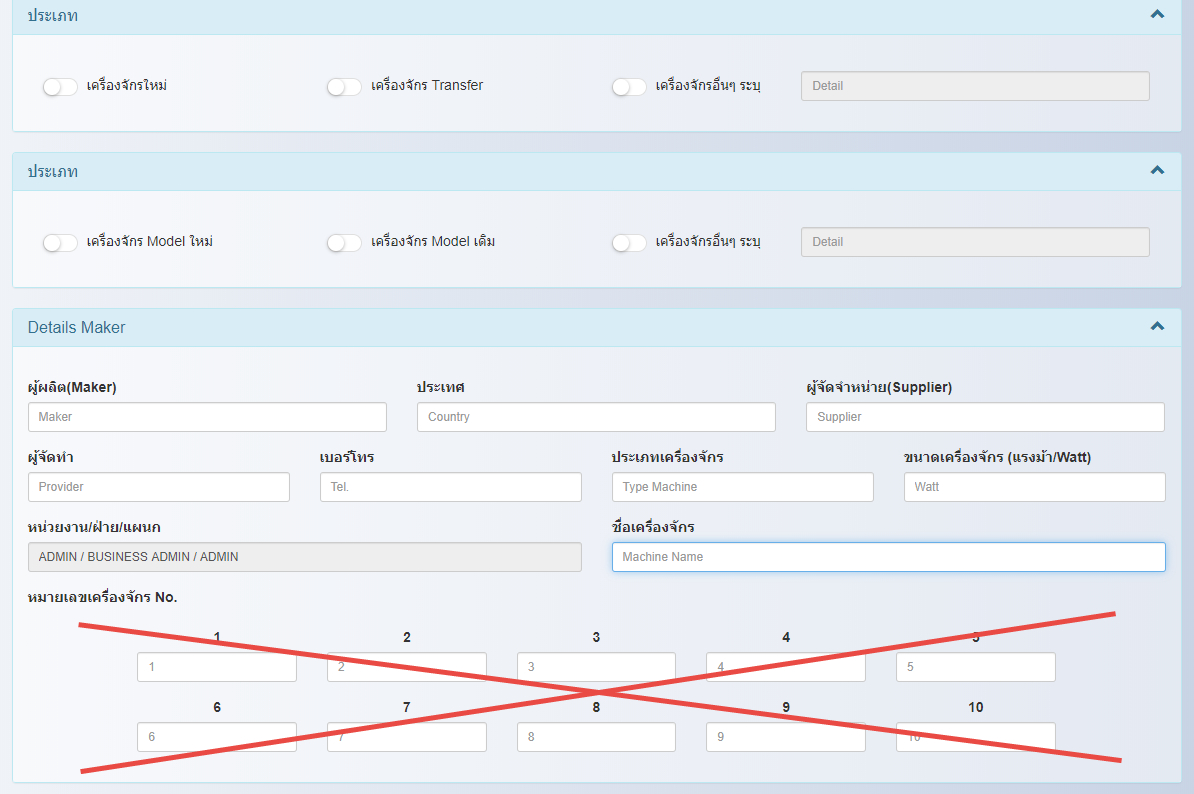 ประเภท
เครื่องจักรใหม่ เครื่องจักร Transfer เครื่องจักรอื่นๆ ระบุ Detail
ประเภท
เครื่องจักร Model ใหม่ เครื่องจักร Model เดิม เครื่องจักรอื่นๆ ระบุ Detail
Details Maker
ผู้ผลิต(Maker) ประเทศ ผู้จัดจำหน่าย(Supplier)
Maker Country Supplier
ผู้จัดทำ เบอร์โทร ประเภทเครื่องจักร ขนาดเครื่องจักร (แรงม้า/Watt)
Provider Tel. Type Machine Watt
หน่วยงาน/ฝ่าย/แผนก ชื่อเครื่องจักร
ADMIN / BUSINESS ADMIN / ADMIN Machine Name
หมายเลขเครื่องจักร No.
1 2 3 4 5
1 2 3 4 5
6 7 8 9 10
6 7 8 9 10